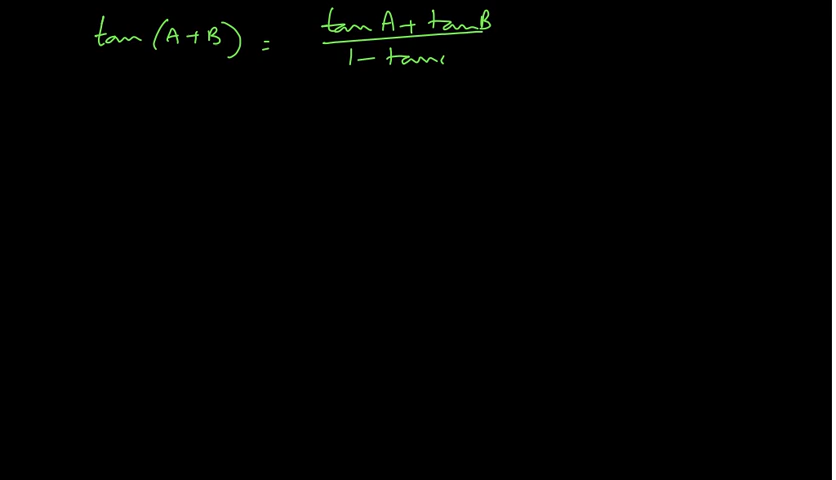 tan (A+B) = (tan A + tan B) / (1 - tan